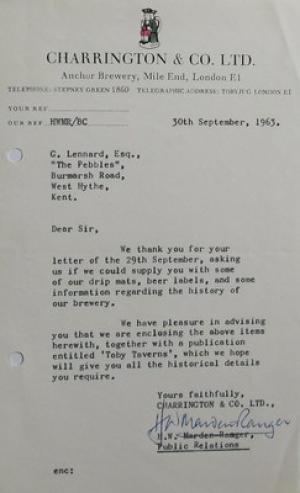 CHARRINGTON & CO. LTD.
Anchor Brewery, Mile End, London E1
TELEPHONE: STEPNEY GREEN 1860 TELEGRAPHIC ADDRESS: TOBYJUG LONDON E1
YOUR REF
OUR REF HWMR/BC 30th September, 1963.
G. Lennard, Esq.,
"The Pebbles",
Burmarsh Road,
West Hythe,
Kent.
Dear Sir,
We thank you for your
letter of the 29th September, asking
us if we could supply you with some
of our drip mats, beer labels, and some
information regarding the history of
our brewery.
We have pleasure in advising
you that we are enclosing the above items
herewith, together with a publication
entitled 'Toby Taverns', which we hope
will give you all the historical details
you require.
Yours faithfully,
CHARRINGTON & CO. LTD.,
HW Marden-Ranger
H.W. Marden-Ranger,
Public Relations
enc: